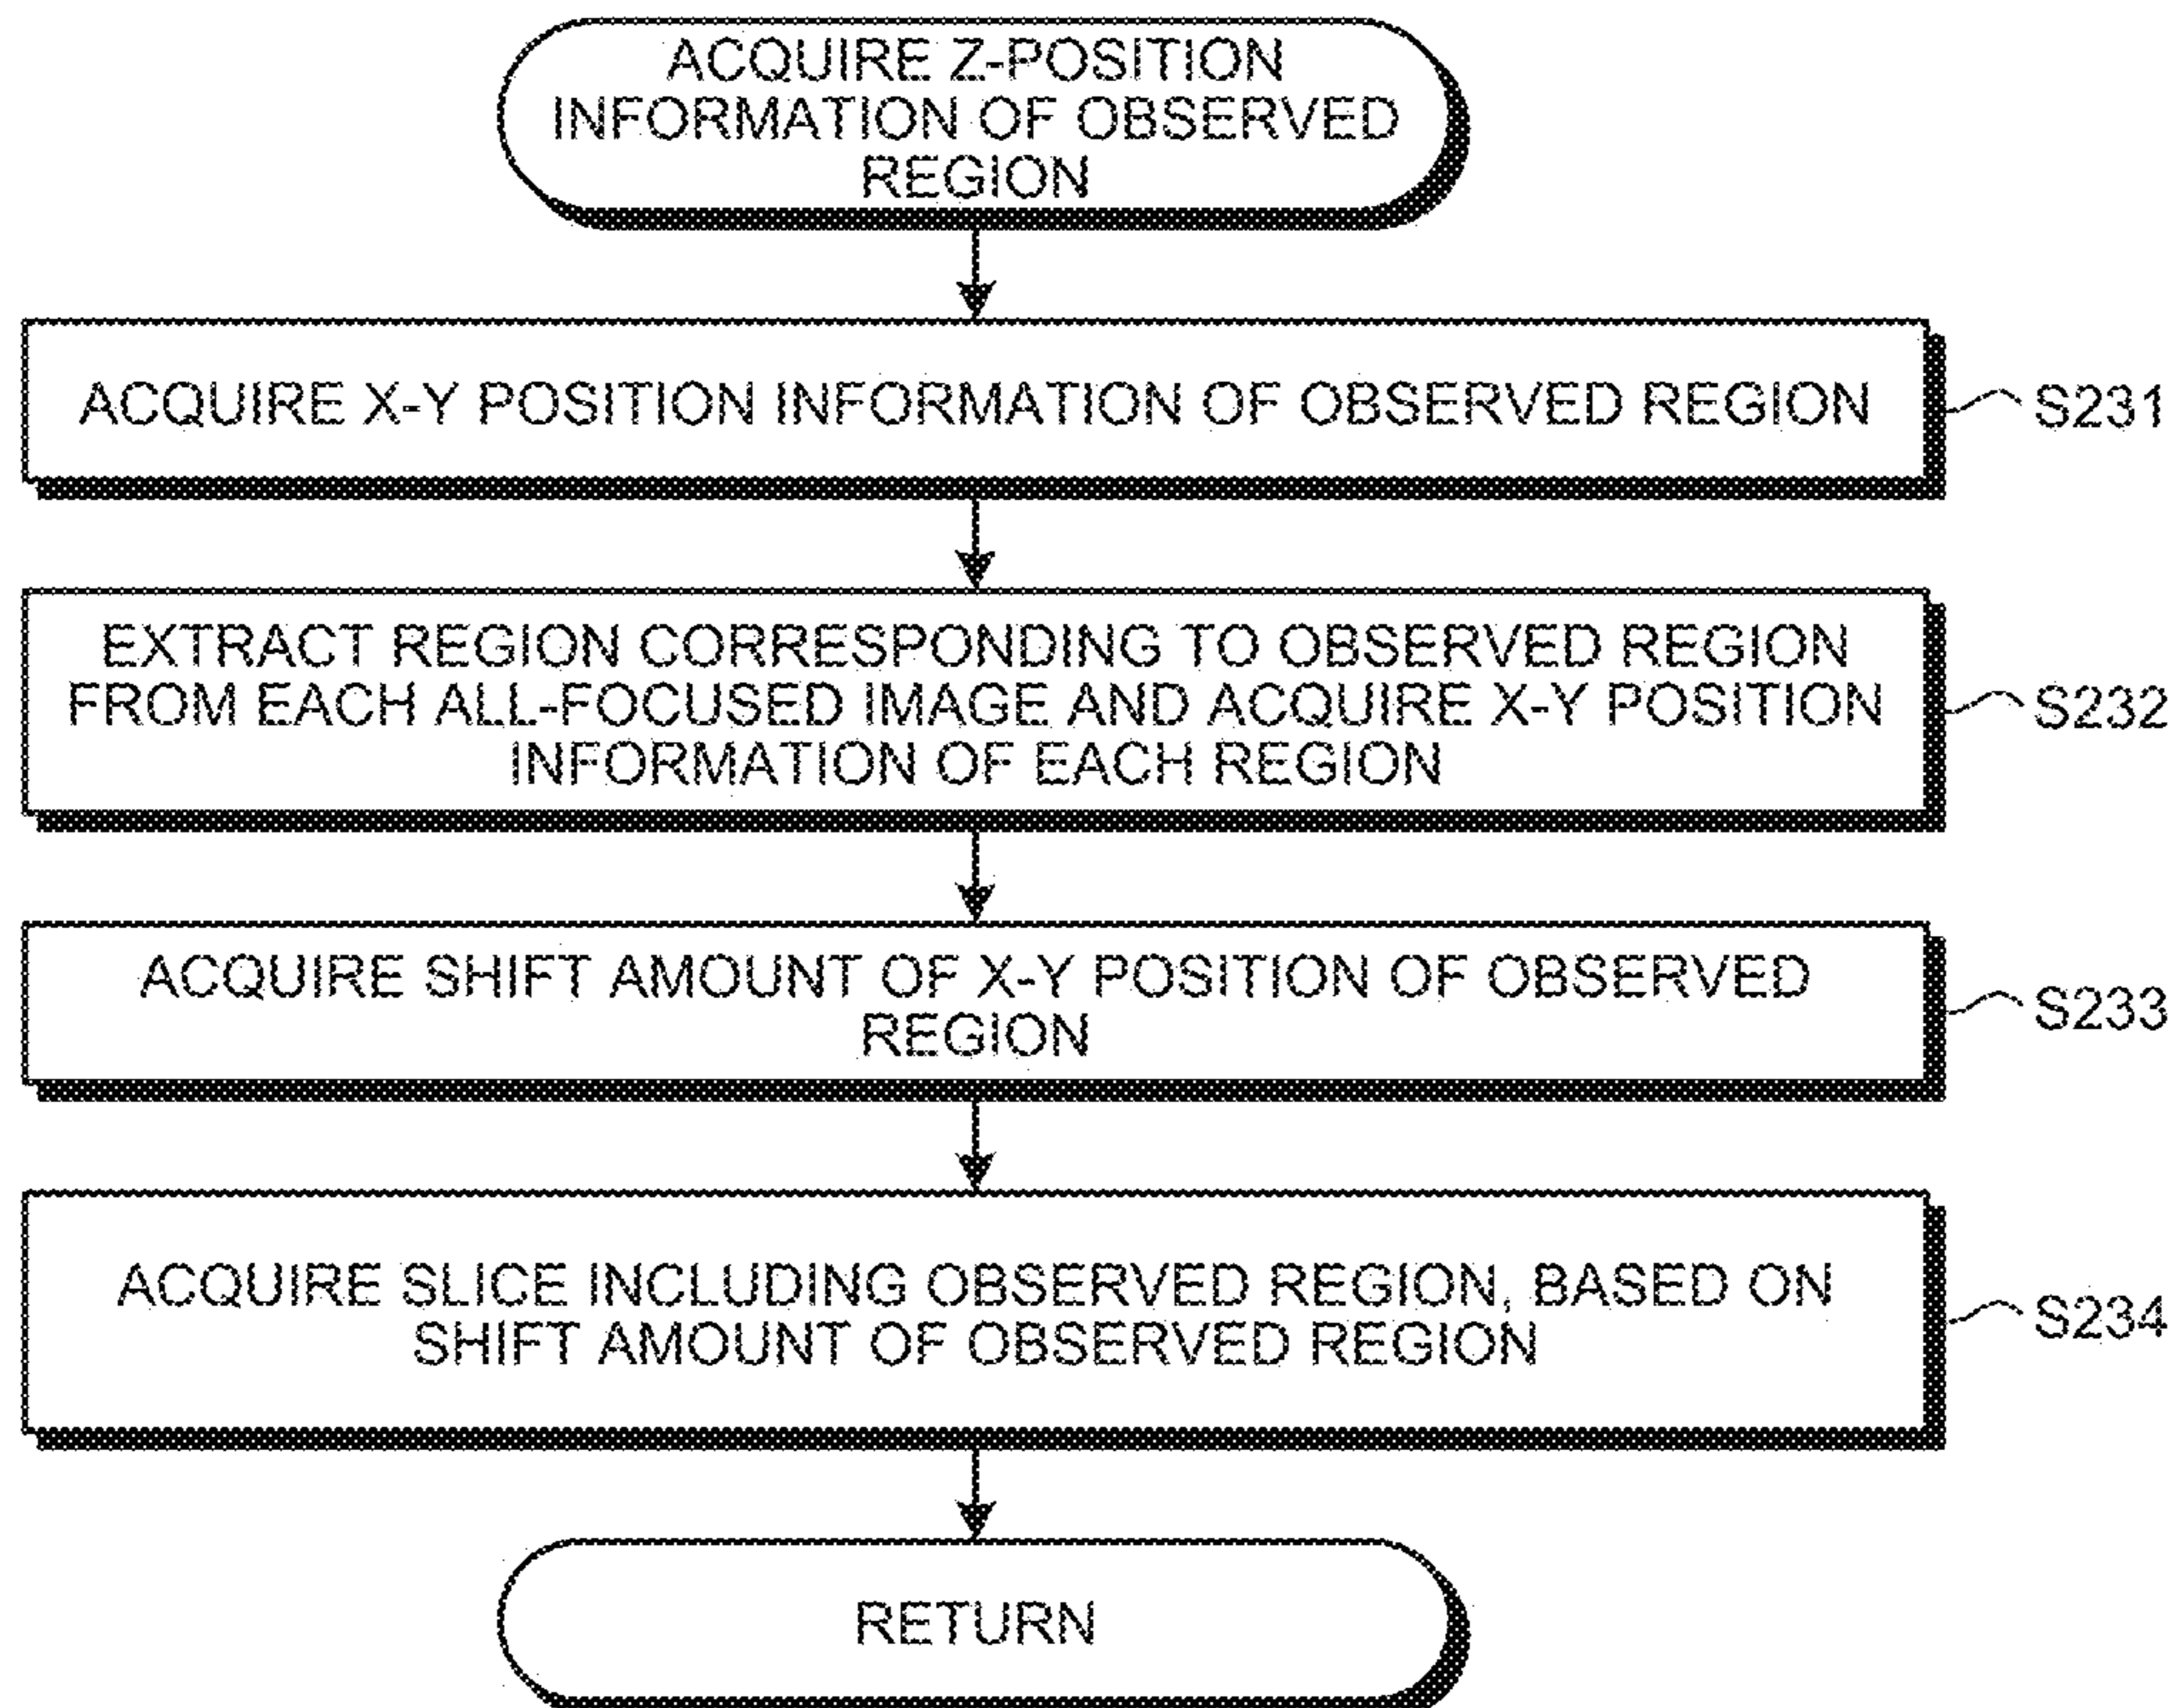 ACQUIRE Z-POSITION
INFORMATION OF OBSERVED
REGION
ACQUIRE X-Y POSITION INFORMATION OF OBSERVED REGION
S231
EXTRACT REGION CORRESPONDING TO OBSERVED REGION
FROM EACH ALL-FOCUSED IMAGE AND ACQUIRE X-Y POSITION
INFORMATION OF EACH REGION
S232
ACQUIRE SHIFT AMOUNT OF X-Y POSITION OF OBSERVED
REGION
S233
ACQUIRE SLICE INCLUDING OBSERVED REGION, BASED ON
SHIFT AMOUNT OF OBSERVED REGION
S234
RETURN